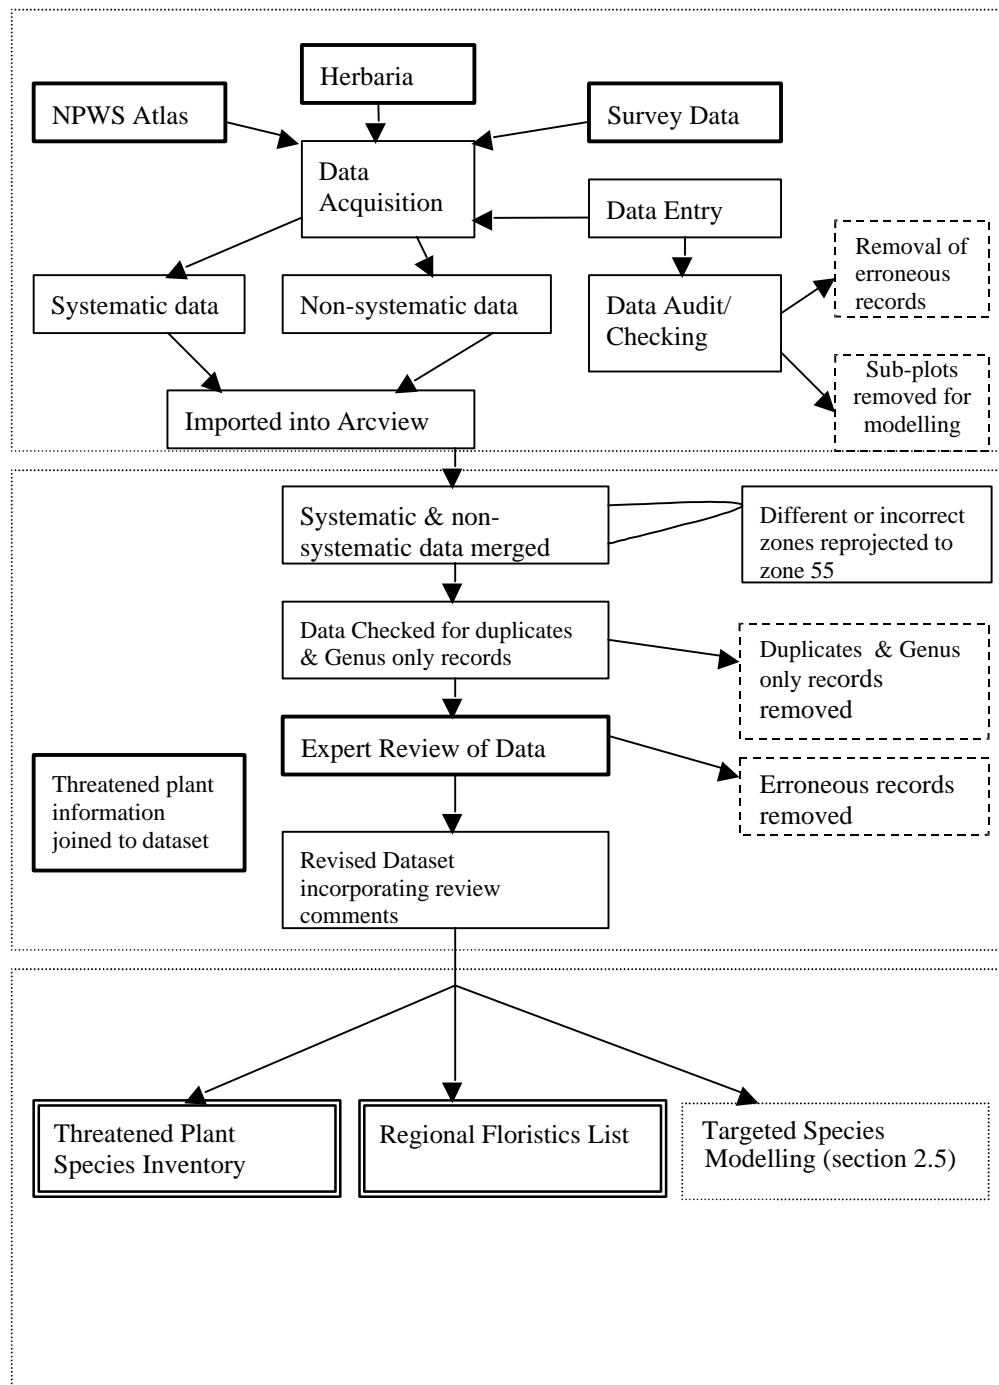 Herbaria
NPWS Atlas
Survey Data
Data
Acquisition
Data Entry
Removal of
erroneous
records
Systematic data
Non-systematic data
Data Audit/
Checking
Sub-plots
removed for
modelling
Imported into Arcview
Systematic & non-
systematic data merged
Different or incorrect
zones reprojected to
zone 55
Data Checked for duplicates
& Genus only records
Duplicates & Genus
only records
removed
Expert Review of Data
Erroneous records
removed
Threatened plant
information
joined to dataset
Revised Dataset
incorporating review
comments
Threatened Plant
Species Inventory
Regional Floristics List
Targeted Species
Modelling (section 2.5)